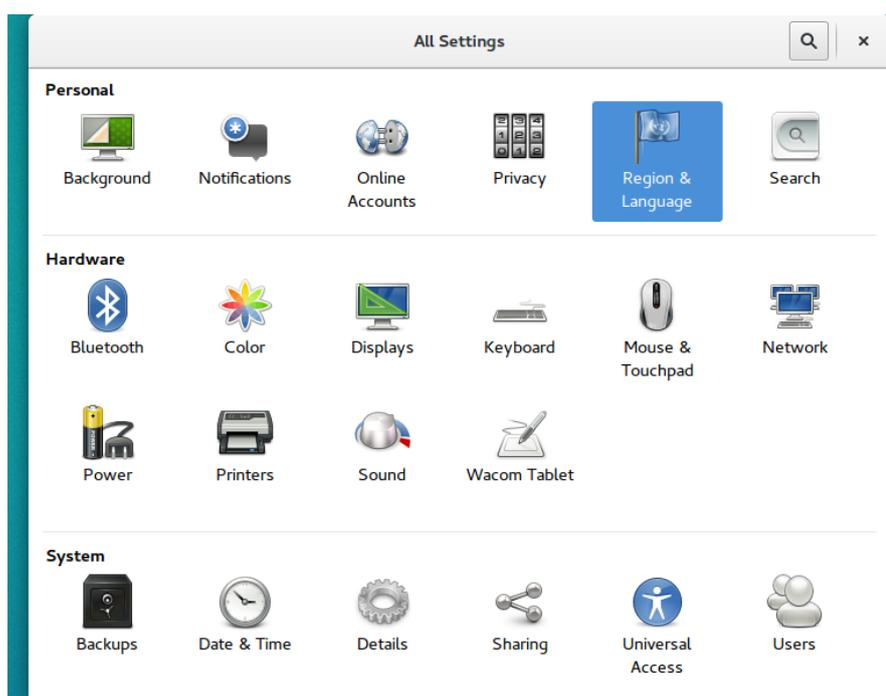 All Settings
Personal
Background Notifications Online Accounts Privacy Region & Language Search
Hardware
Bluetooth Color Displays Keyboard Mouse & Touchpad Network
Power Printers Sound Wacom Tablet
System
Backups Date & Time Details Sharing Universal Access Users